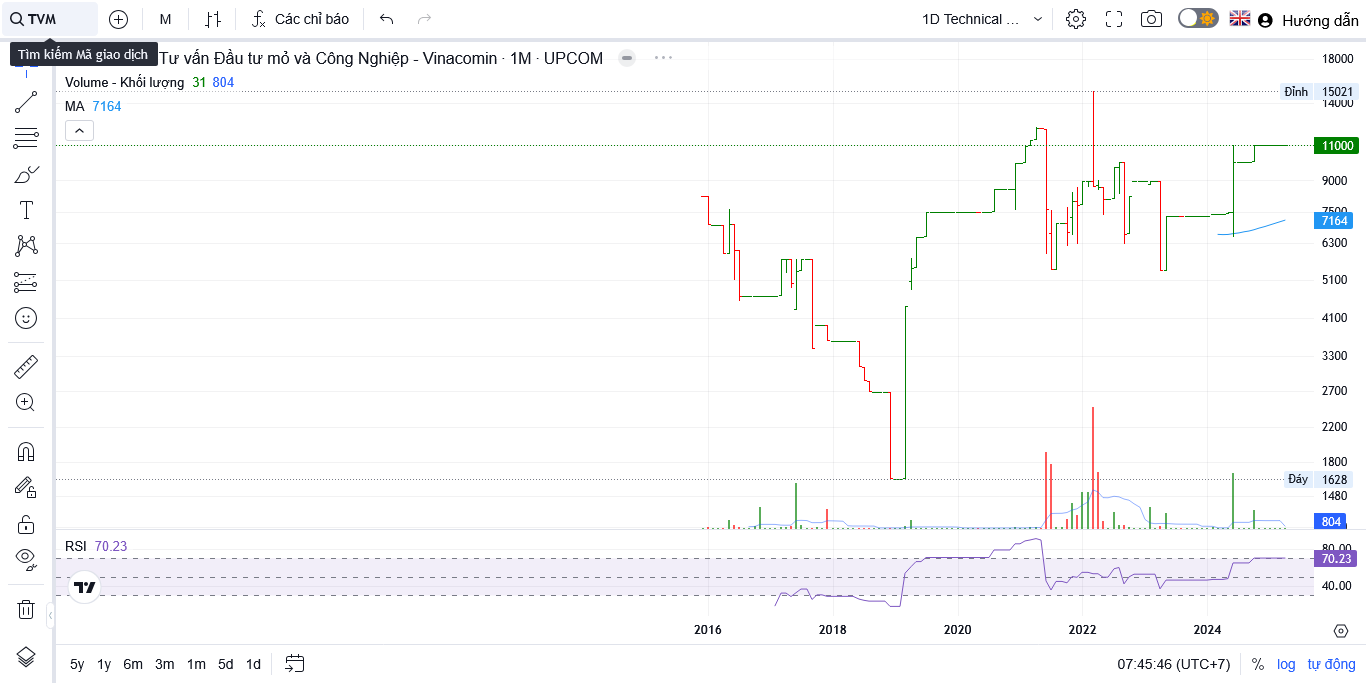 TVM
M
Các chỉ báo
1D Technical ...
Hướng dẫn
Tìm kiếm Mã giao dịch
Tư vấn Đầu tư mỏ và Công Nghiệp - Vinacomin · 1M · UPCOM
Volume - Khối lượng 31 804
MA 7164
18000
Đỉnh 15021
14000
11000
9000
7500
7164
6300
5100
4100
3300
2700
2200
1800
Đáy 1628
1480
804
RSI 70.23
80.00
70.23
40.00
2016 2018 2020 2022 2024
5y 1y 6m 3m 1m 5d 1d
07:45:46 (UTC+7) % log tự động